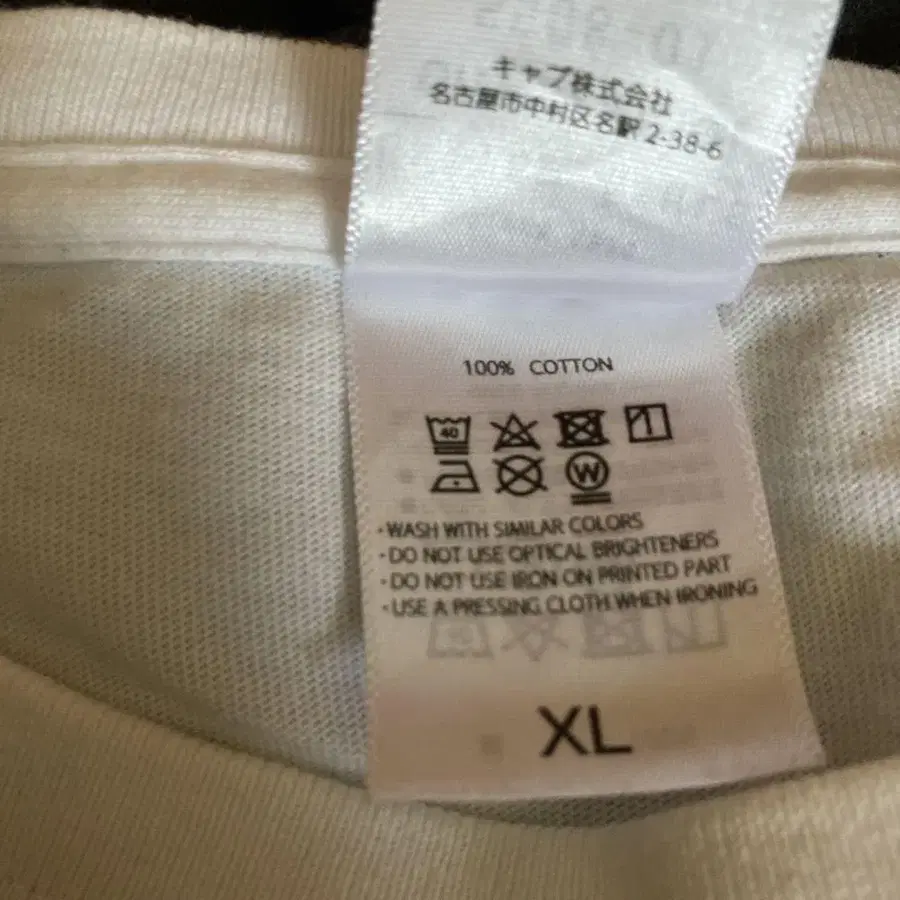 キャブ株式会社
名古屋市中村区名駅 2-38-6
100% COTTON
40
W
・WASH WITH SIMILAR COLORS
・DO NOT USE OPTICAL BRIGHTENERS
・DO NOT USE IRON ON PRINTED PART
・USE A PRESSING CLOTH WHEN IRONING
XL